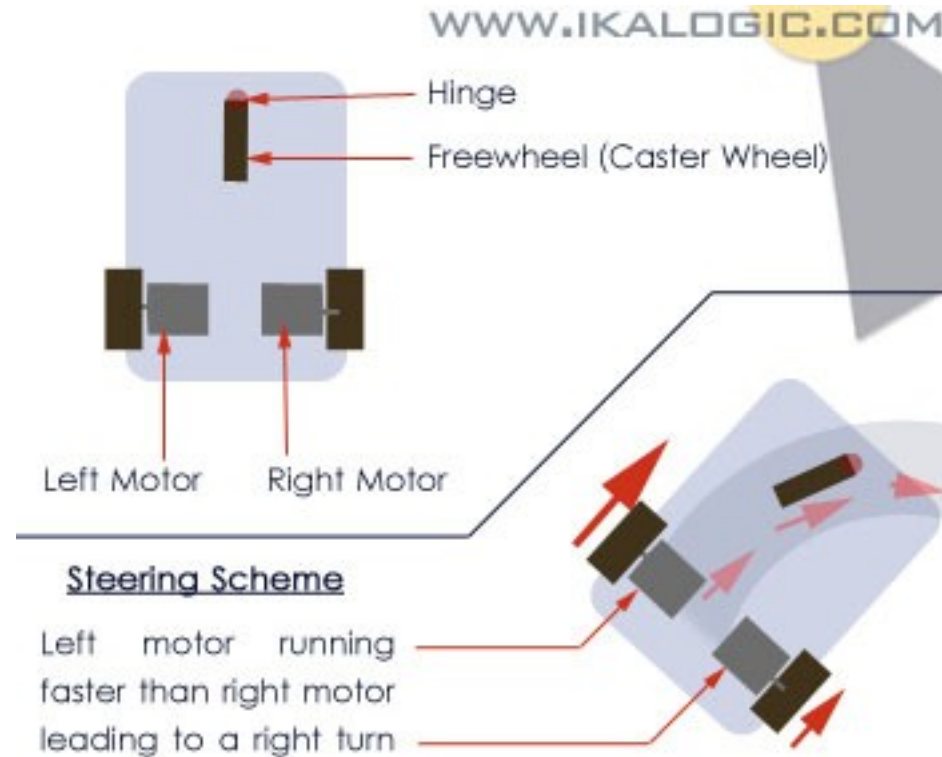 WWW.IKALOGIC.COM
Hinge
Freewheel (Caster Wheel)
Left Motor
Right Motor
Steering Scheme
Left motor running
faster than right motor
leading to a right turn